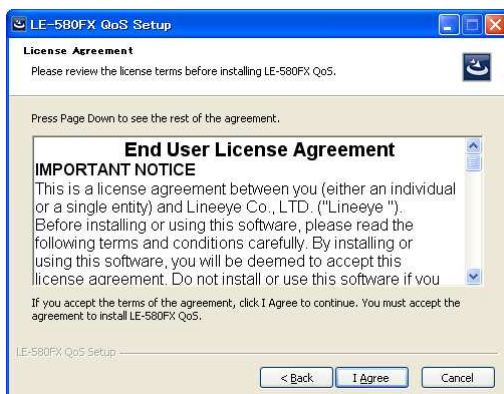 LE-580FX QoS Setup
License Agreement
Please review the license terms before installing LE-580FX QoS.
Press Page Down to see the rest of the agreement.
End User License Agreement
IMPORTANT NOTICE
This is a license agreement between you (either an individual
or a single entity) and Lineeye Co., LTD. ("Lineeye ").
Before installing or using this software, please read the
following terms and conditions carefully. By installing or
using this software, you will be deemed to accept this
license agreement. Do not install or use this software if you
If you accept the terms of the agreement, click I Agree to continue. You must accept the
agreement to install LE-580FX QoS.
LE-580FX QoS Setup
< Back
I Agree
Cancel